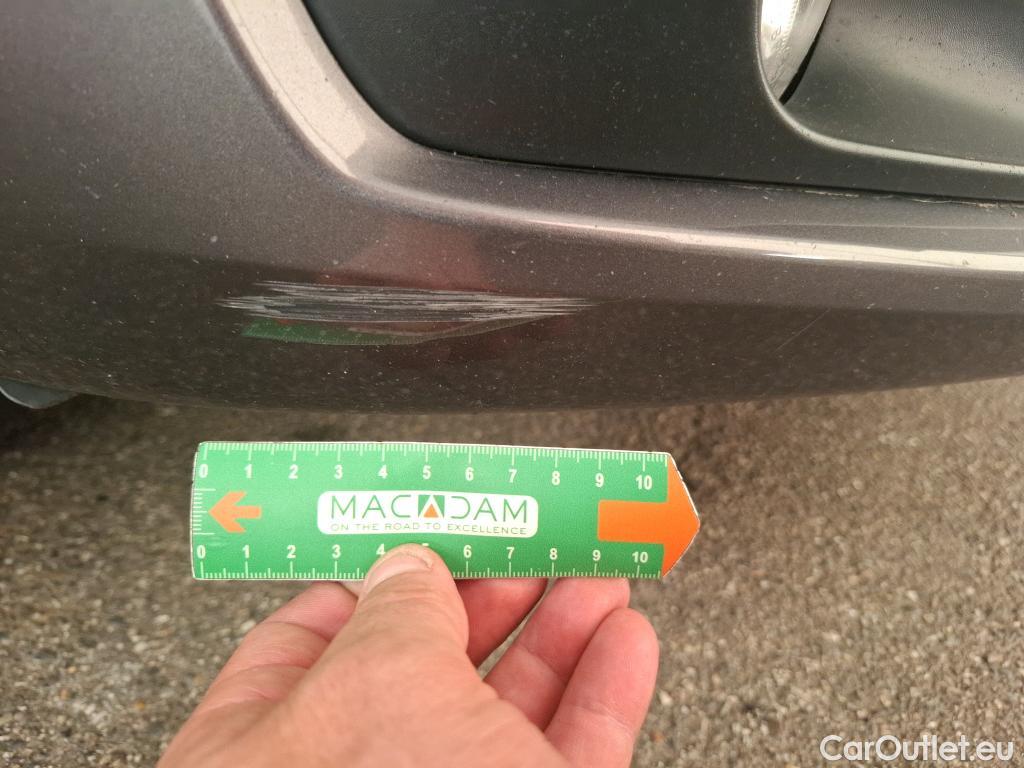 0 1 2 3 4 5 6 7 8 9 10
MACADAM
ON THE ROAD TO EXCELLENCE
0 1 2 3 4 5 6 7 8 9 10
CarOutlet.eu